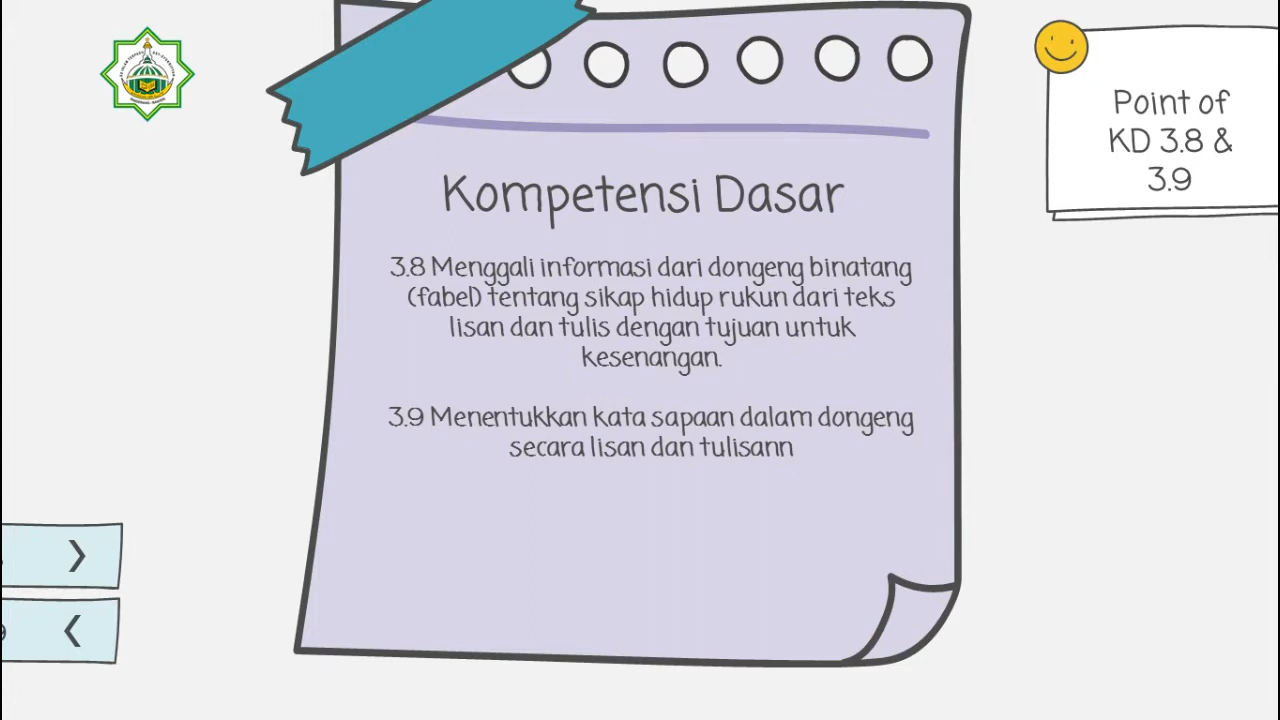 Point of
KD 3.8 &
3.9
Kompetensi Dasar
3.8 Menggali informasi dari dongeng binatang
(fabel) tentang sikap hidup rukun dari teks
lisan dan tulis dengan tujuan untuk
kesenangan.
3.9 Menentukkan kata sapaan dalam dongeng
secara lisan dan tulisann